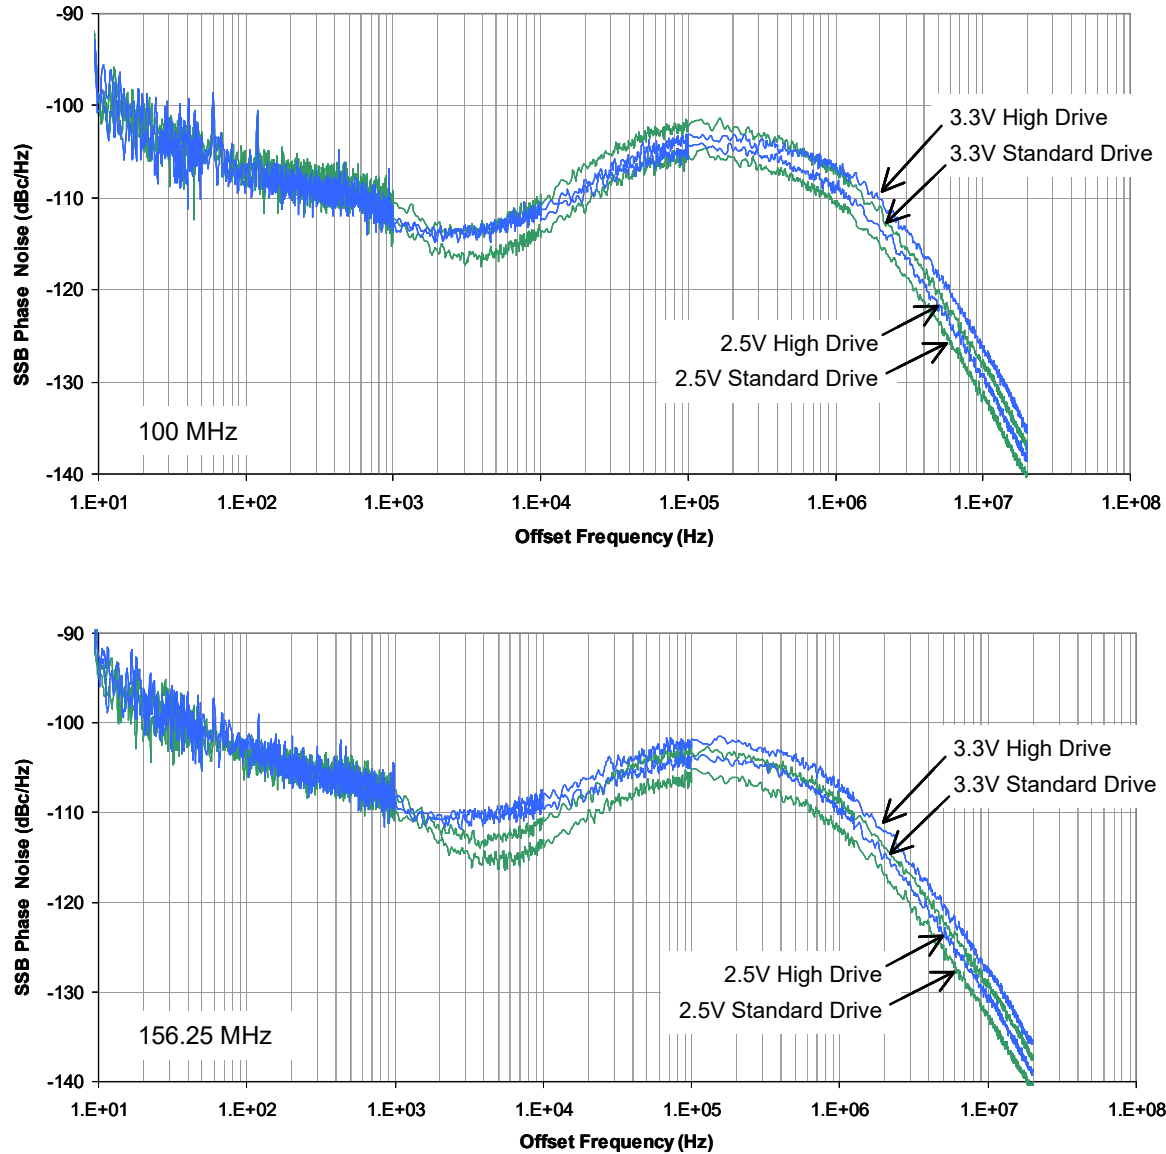 -90
-100
-110
-120
-130
-140
SSB Phase Noise (dBc/Hz)
3.3V High Drive
3.3V Standard Drive
2.5V High Drive
2.5V Standard Drive
100 MHz
1.E+01 1.E+02 1.E+03 1.E+04 1.E+05 1.E+06 1.E+07 1.E+08
Offset Frequency (Hz)
-90
-100
-110
-120
-130
-140
SSB Phase Noise (dBc/Hz)
3.3V High Drive
3.3V Standard Drive
2.5V High Drive
2.5V Standard Drive
156.25 MHz
1.E+01 1.E+02 1.E+03 1.E+04 1.E+05 1.E+06 1.E+07 1.E+08
Offset Frequency (Hz)